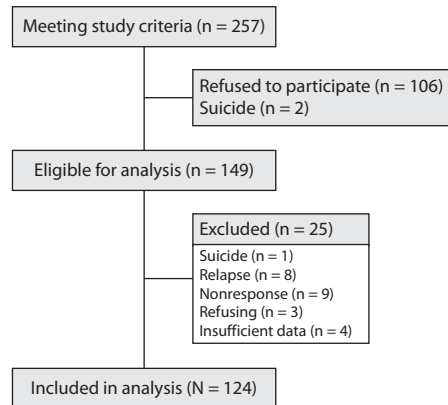 Meeting study criteria (n = 257)
Refused to participate (n = 106)
Suicide (n = 2)
Eligible for analysis (n = 149)
Excluded (n = 25)
Suicide (n = 1)
Relapse (n = 8)
Nonresponse (n = 9)
Refusing (n = 3)
Insufficient data (n = 4)
Included in analysis (N = 124)